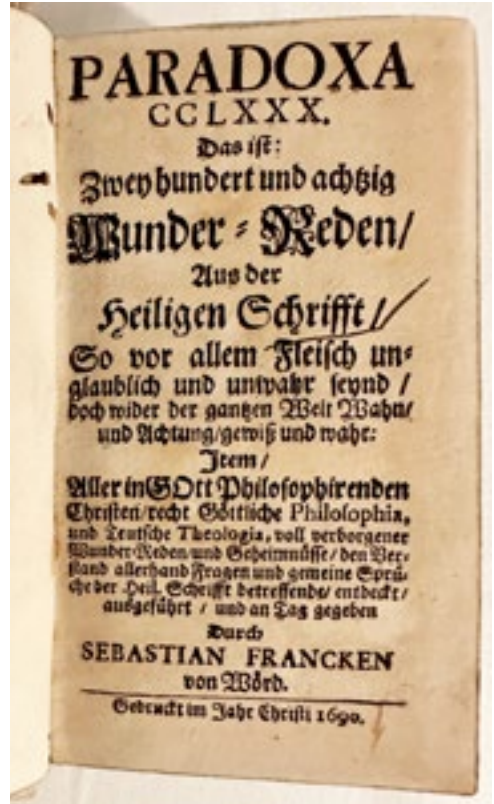 PARADOXA
CCLXXX.
Das ist:
Zwey hundert und achtzig
Wunder-Reden/
Aus der
Heiligen Schrifft/
So vor allem Fleisch un-
glaublich und unwahr seynd /
doch wider der gantzen Welt Wahn/
und Achtung/gewiß und wahr:
Item/
Aller in GOtt Philosophirenden
Christen/recht Göttliche Philosophia,
und Teutsche Theologia, voll verborgener
Wunder-Reden/und Geheimnüsse/den Ver-
stand allerhand Fragen und gemeine Sprü-
che der Heil. Schrifft betreffende/entdeckt/
ausgeführt / und an Tag gegeben
Durch
SEBASTIAN FRANCKEN
von Wörd.
Gedruckt im Jahr Christi 1690.